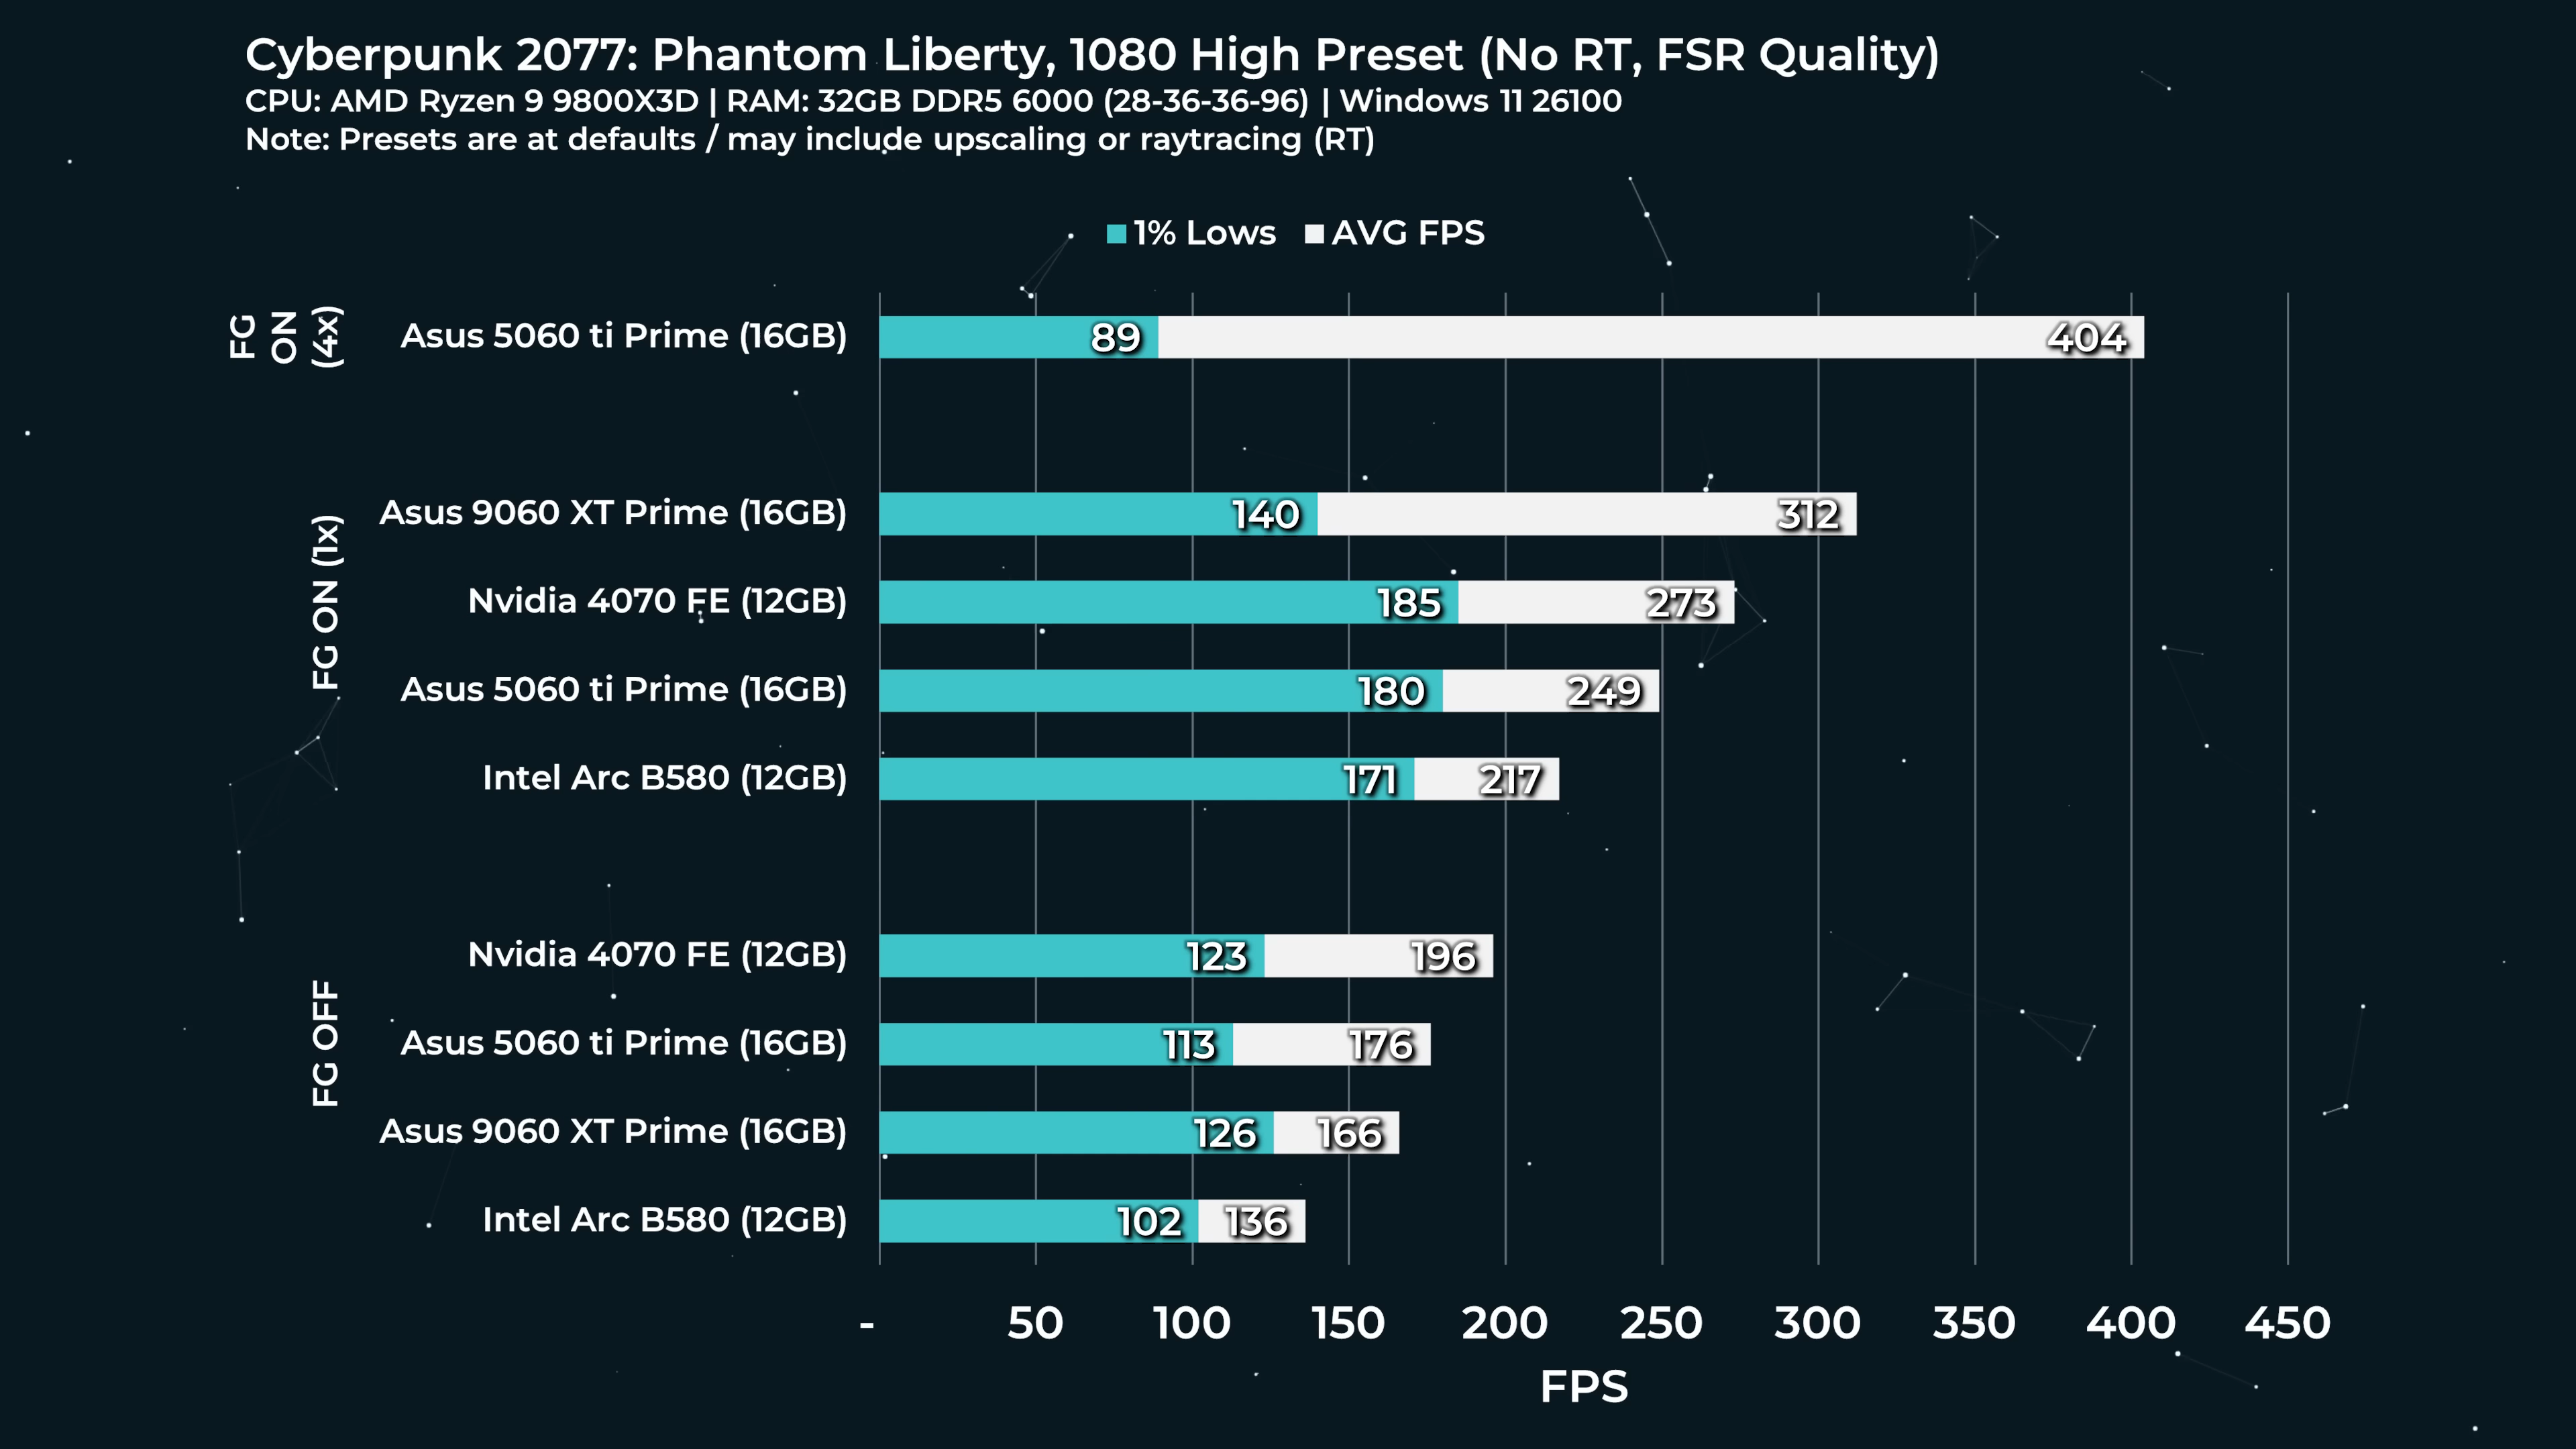 Cyberpunk 2077: Phantom Liberty, 1080 High Preset (No RT, FSR Quality)
CPU: AMD Ryzen 9 9800X3D | RAM: 32GB DDR5 6000 (28-36-36-96) | Windows 11 26100
Note: Presets are at defaults / may include upscaling or raytracing (RT)
1% Lows AVG FPS
FG
ON
(4x)
Asus 5060 ti Prime (16GB) 89 404
FG ON (1x)
Asus 9060 XT Prime (16GB) 140 312
Nvidia 4070 FE (12GB) 185 273
Asus 5060 ti Prime (16GB) 180 249
Intel Arc B580 (12GB) 171 217
FG OFF
Nvidia 4070 FE (12GB) 123 196
Asus 5060 ti Prime (16GB) 113 176
Asus 9060 XT Prime (16GB) 126 166
Intel Arc B580 (12GB) 102 136
- 50 100 150 200 250 300 350 400 450
FPS